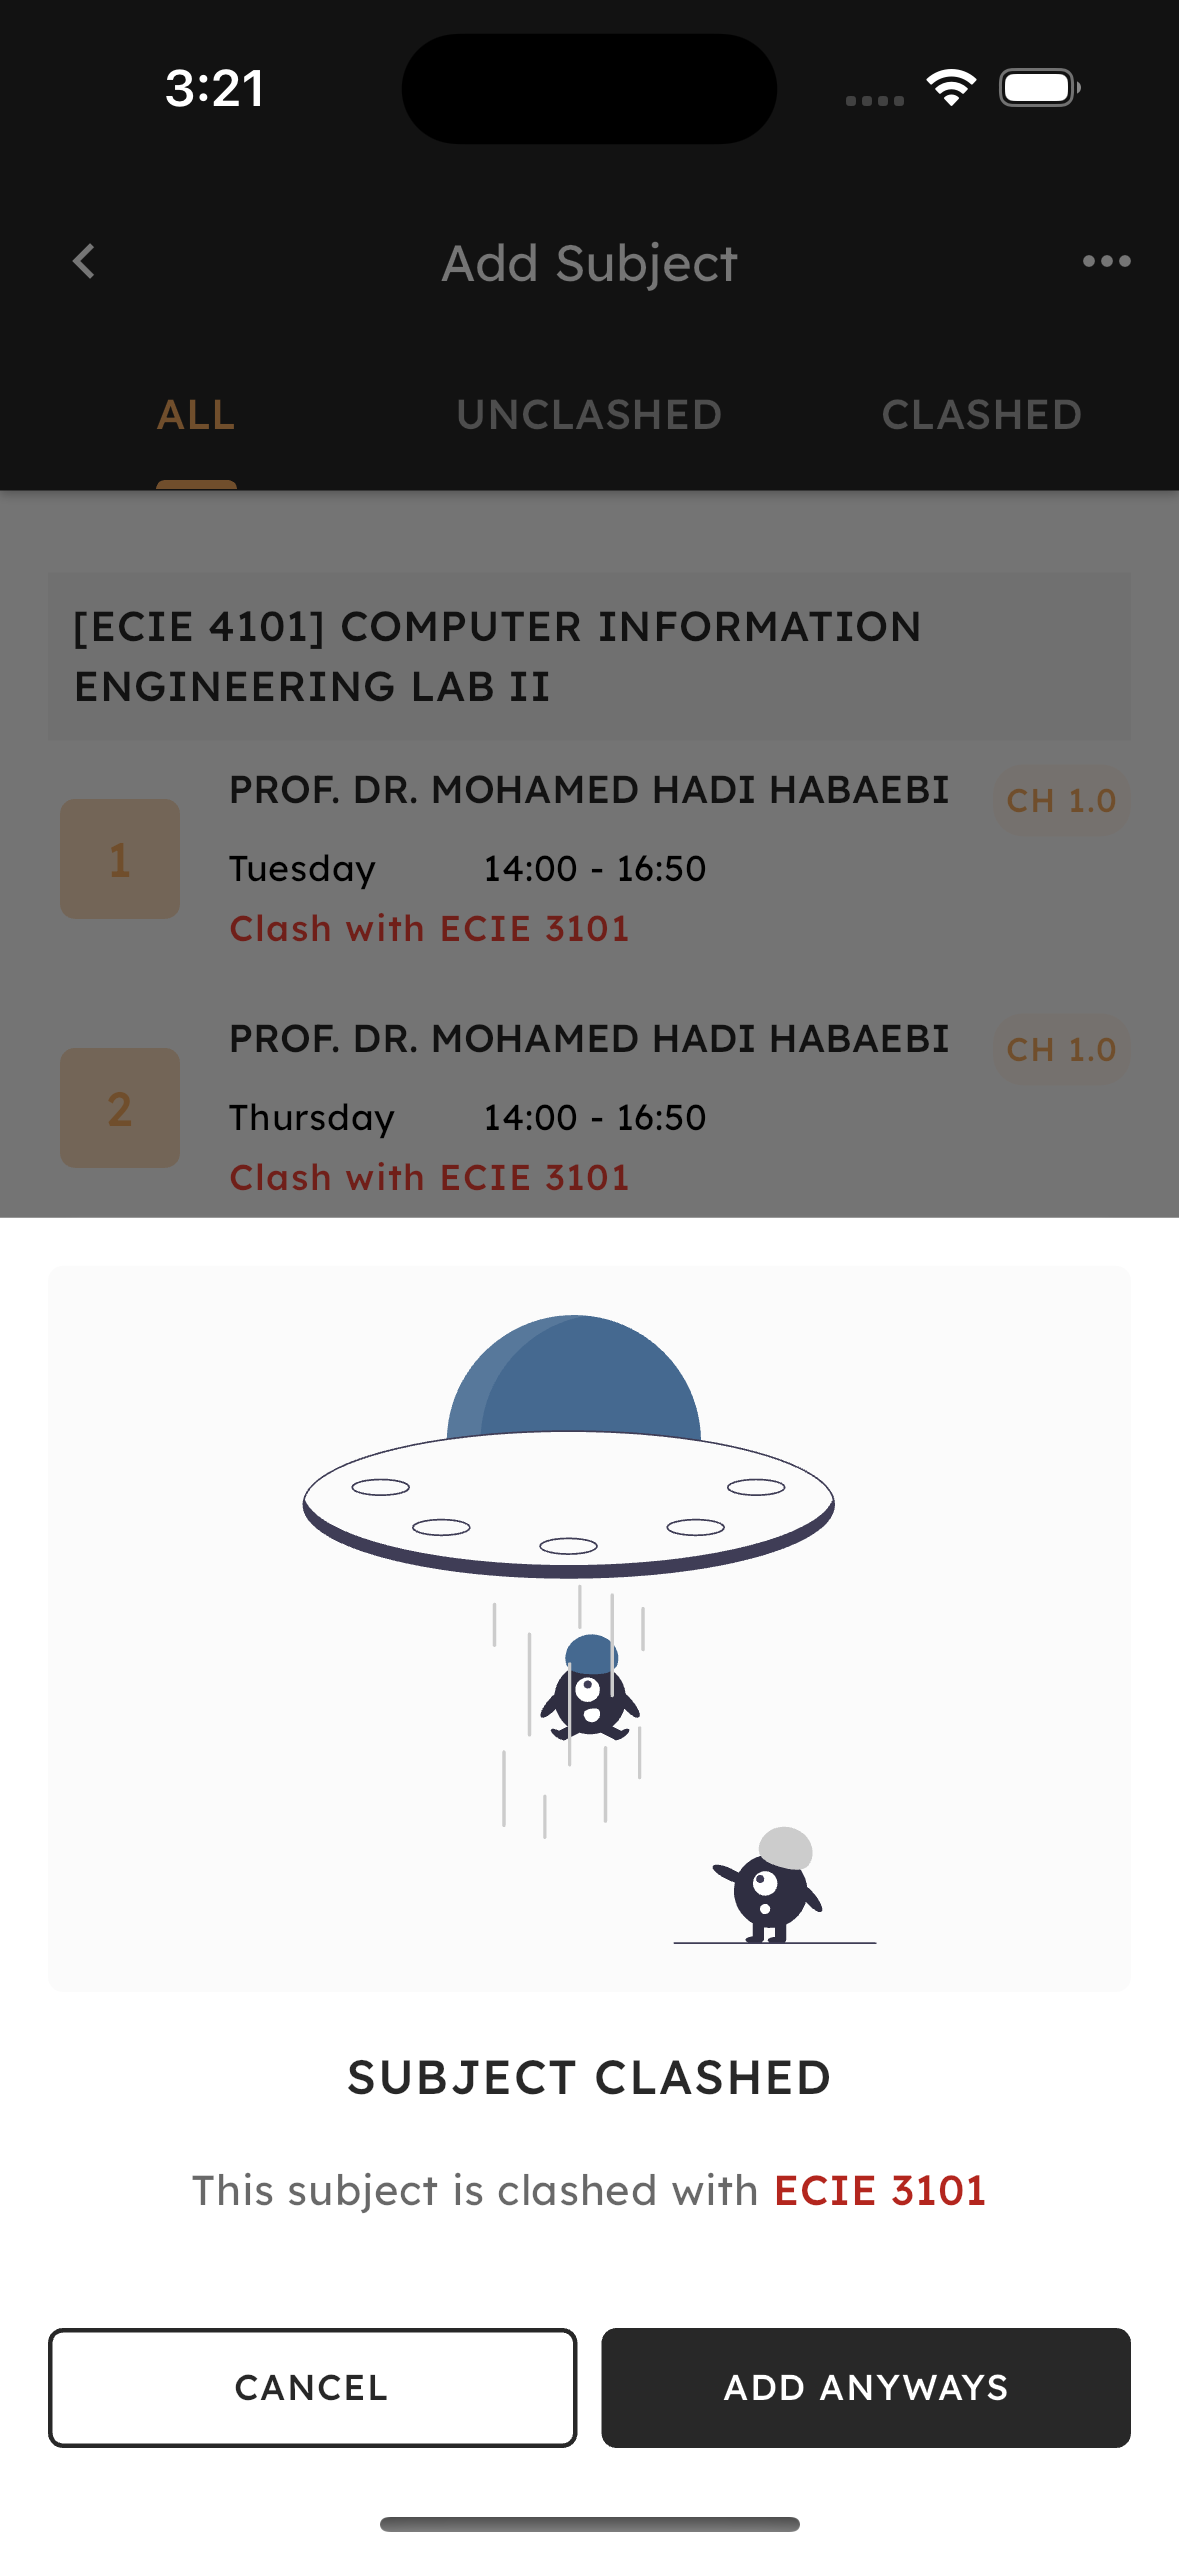 3:21
Add Subject
ALL UNCLASHED CLASHED
[ECIE 4101] COMPUTER INFORMATION
ENGINEERING LAB II
1
PROF. DR. MOHAMED HADI HABAEBI CH 1.0
Tuesday 14:00 - 16:50
Clash with ECIE 3101
2
PROF. DR. MOHAMED HADI HABAEBI CH 1.0
Thursday 14:00 - 16:50
Clash with ECIE 3101
SUBJECT CLASHED
This subject is clashed with ECIE 3101
CANCEL ADD ANYWAYS